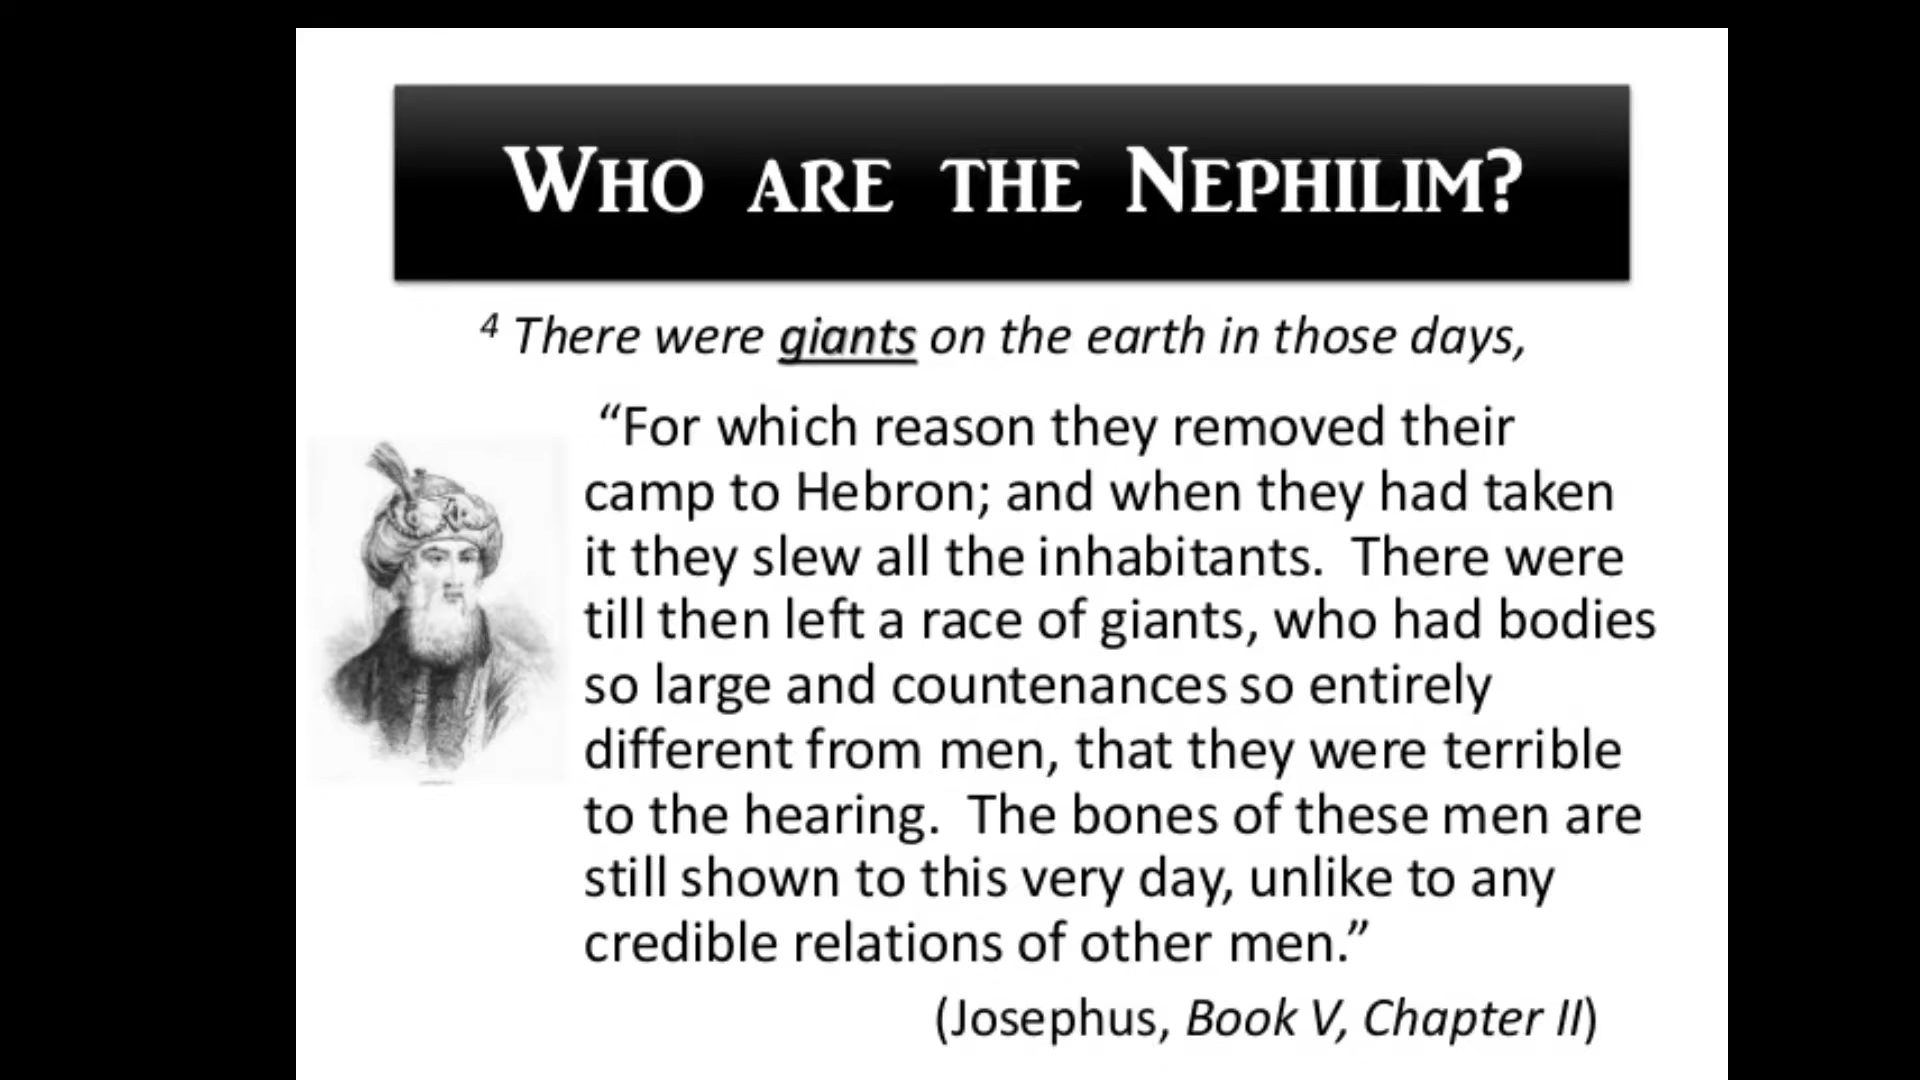 WHO ARE THE NEPHILIM?
4 There were giants on the earth in those days,
“For which reason they removed their
camp to Hebron; and when they had taken
it they slew all the inhabitants. There were
till then left a race of giants, who had bodies
so large and countenances so entirely
different from men, that they were terrible
to the hearing. The bones of these men are
still shown to this very day, unlike to any
credible relations of other men.”
(Josephus, Book V, Chapter II)